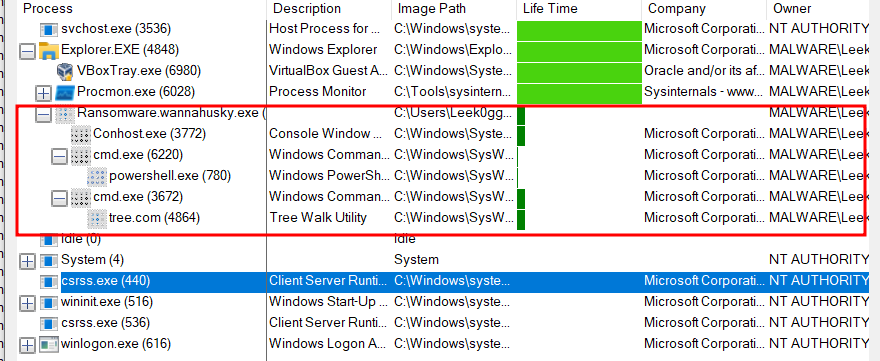 Process Description Image Path Life Time Company Owner
svchost.exe (3536) Host Process for ... C:\Windows\syste... Microsoft Corporati... NT AUTHORITY
Explorer.EXE (4848) Windows Explorer C:\Windows\Explo... Microsoft Corporati... MALWARE\Leek
VBoxTray.exe (6980) VirtualBox Guest A... C:\Windows\Syste... Oracle and/or its af... MALWARE\Leek
Procmon.exe (6028) Process Monitor C:\Tools\sysintern... Sysinternals - www... MALWARE\Leek
Ransomware.wannahusky.exe ( C:\Users\Leek0gg... MALWARE\Leek
Conhost.exe (3772) Console Window ... C:\Windows\Syste... Microsoft Corporati... MALWARE\Leek
cmd.exe (6220) Windows Comman... C:\Windows\SysW... Microsoft Corporati... MALWARE\Leek
powershell.exe (780) Windows PowerSh... C:\Windows\SysW... Microsoft Corporati... MALWARE\Leek
cmd.exe (3672) Windows Comman... C:\Windows\SysW... Microsoft Corporati... MALWARE\Leek
tree.com (4864) Tree Walk Utility C:\Windows\SysW... Microsoft Corporati... MALWARE\Leek
Idle (0) Idle
System (4) System NT AUTHORITY
csrss.exe (440) Client Server Runti... C:\Windows\syste... Microsoft Corporati... NT AUTHORITY
wininit.exe (516) Windows Start-Up ... C:\Windows\syste... Microsoft Corporati... NT AUTHORITY
csrss.exe (536) Client Server Runti... C:\Windows\syste... Microsoft Corporati... NT AUTHORITY
winlogon.exe (616) Windows Logon A... C:\Windows\syste... Microsoft Corporati... NT AUTHORITY